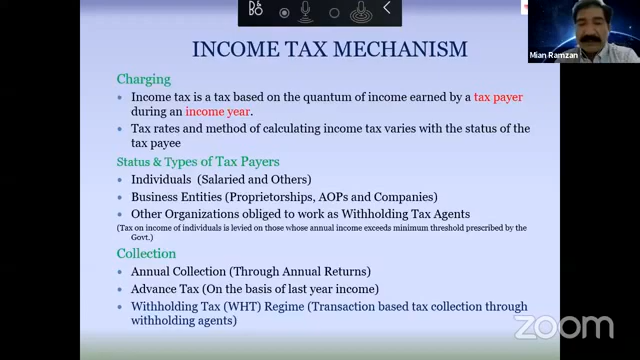 B&
BO
Mian Ramzan
INCOME TAX MECHANISM
Charging
• Income tax is a tax based on the quantum of income earned by a tax payer
during an income year.
• Tax rates and method of calculating income tax varies with the status of the
tax payee
Status & Types of Tax Payers
• Individuals (Salaried and Others)
• Business Entities (Proprietorships, AOPs and Companies)
• Other Organizations obliged to work as Withholding Tax Agents
(Tax on income of individuals is levied on those whose annual income exceeds minimum threshold prescribed by the
Govt.)
Collection
• Annual Collection (Through Annual Returns)
• Advance Tax (On the basis of last year income)
• Withholding Tax (WHT) Regime (Transaction based tax collection through
withholding agents)
zoom